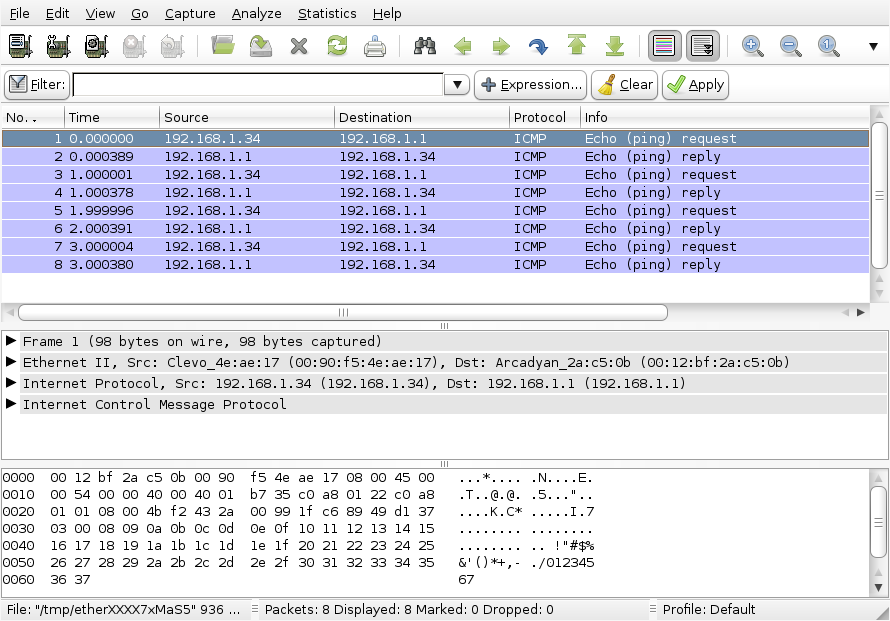 File Edit View Go Capture Analyze Statistics Help
Filter: Expression... Clear Apply
No. . Time Source Destination Protocol Info
1 0.000000 192.168.1.34 192.168.1.1 ICMP Echo (ping) request
2 0.000389 192.168.1.1 192.168.1.34 ICMP Echo (ping) reply
3 1.000001 192.168.1.34 192.168.1.1 ICMP Echo (ping) request
4 1.000378 192.168.1.1 192.168.1.34 ICMP Echo (ping) reply
5 1.999996 192.168.1.34 192.168.1.1 ICMP Echo (ping) request
6 2.000391 192.168.1.1 192.168.1.34 ICMP Echo (ping) reply
7 3.000004 192.168.1.34 192.168.1.1 ICMP Echo (ping) request
8 3.000380 192.168.1.1 192.168.1.34 ICMP Echo (ping) reply
Frame 1 (98 bytes on wire, 98 bytes captured)
Ethernet II, Src: Clevo_4e:ae:17 (00:90:f5:4e:ae:17), Dst: Arcadyan_2a:c5:0b (00:12:bf:2a:c5:0b)
Internet Protocol, Src: 192.168.1.34 (192.168.1.34), Dst: 192.168.1.1 (192.168.1.1)
Internet Control Message Protocol
0000 00 12 bf 2a c5 0b 00 90 f5 4e ae 17 08 00 45 00 ...*.... .N....E.
0010 00 54 00 00 40 00 40 01 b7 35 c0 a8 01 22 c0 a8 .T..@.@. .5..."..
0020 01 01 08 00 4b f2 43 2a 00 99 1f c6 89 49 d1 37 ....K.C* .....I.7
0030 03 00 08 09 0a 0b 0c 0d 0e 0f 10 11 12 13 14 15 ........ ........
0040 16 17 18 19 1a 1b 1c 1d 1e 1f 20 21 22 23 24 25 ........ .. !"#$%
0050 26 27 28 29 2a 2b 2c 2d 2e 2f 30 31 32 33 34 35 &'()*+,- ./012345
0060 36 37 67
File: "/tmp/etherXXXX7xMaS5" 936 ... Packets: 8 Displayed: 8 Marked: 0 Dropped: 0 Profile: Default